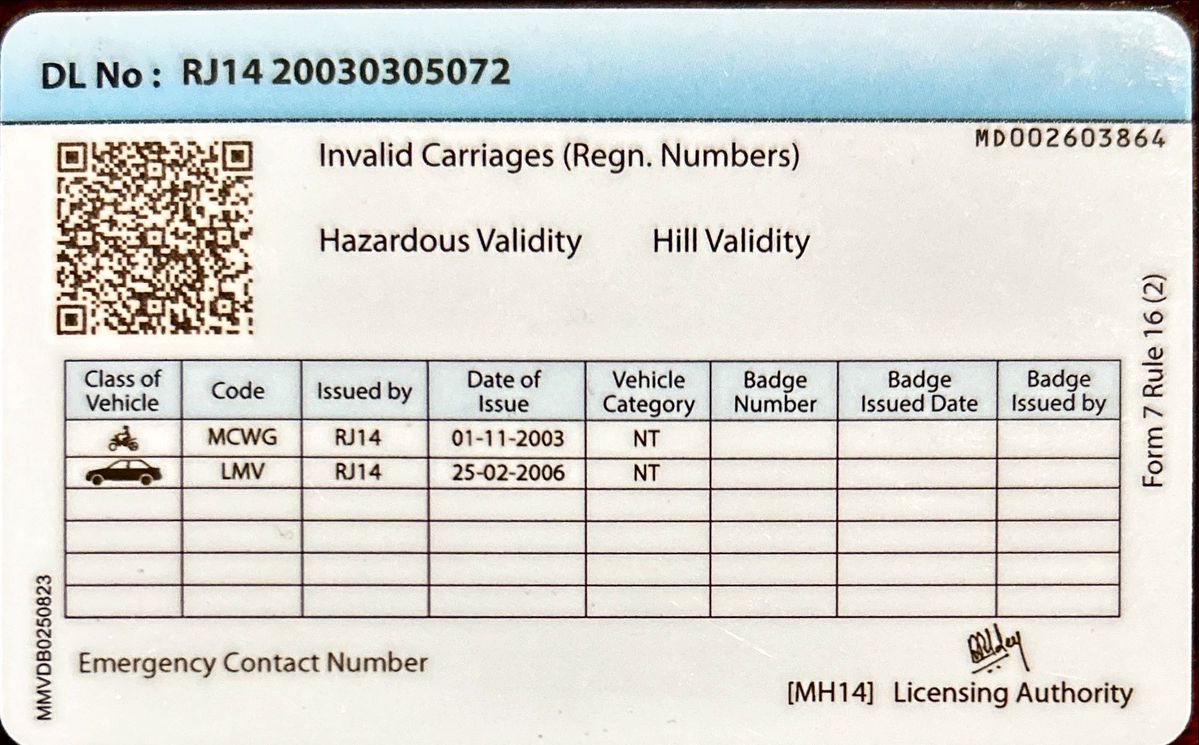 DL No : RJ14 20030305072
MD002603864
Invalid Carriages (Regn. Numbers)
Hazardous Validity Hill Validity
Form 7 Rule 16 (2)
Class of Vehicle Code Issued by Date of Issue Vehicle Category Badge Number Badge Issued Date Badge Issued by
MCWG RJ14 01-11-2003 NT
LMV RJ14 25-02-2006 NT
MMVDB0250823
Emergency Contact Number
[MH14] Licensing Authority